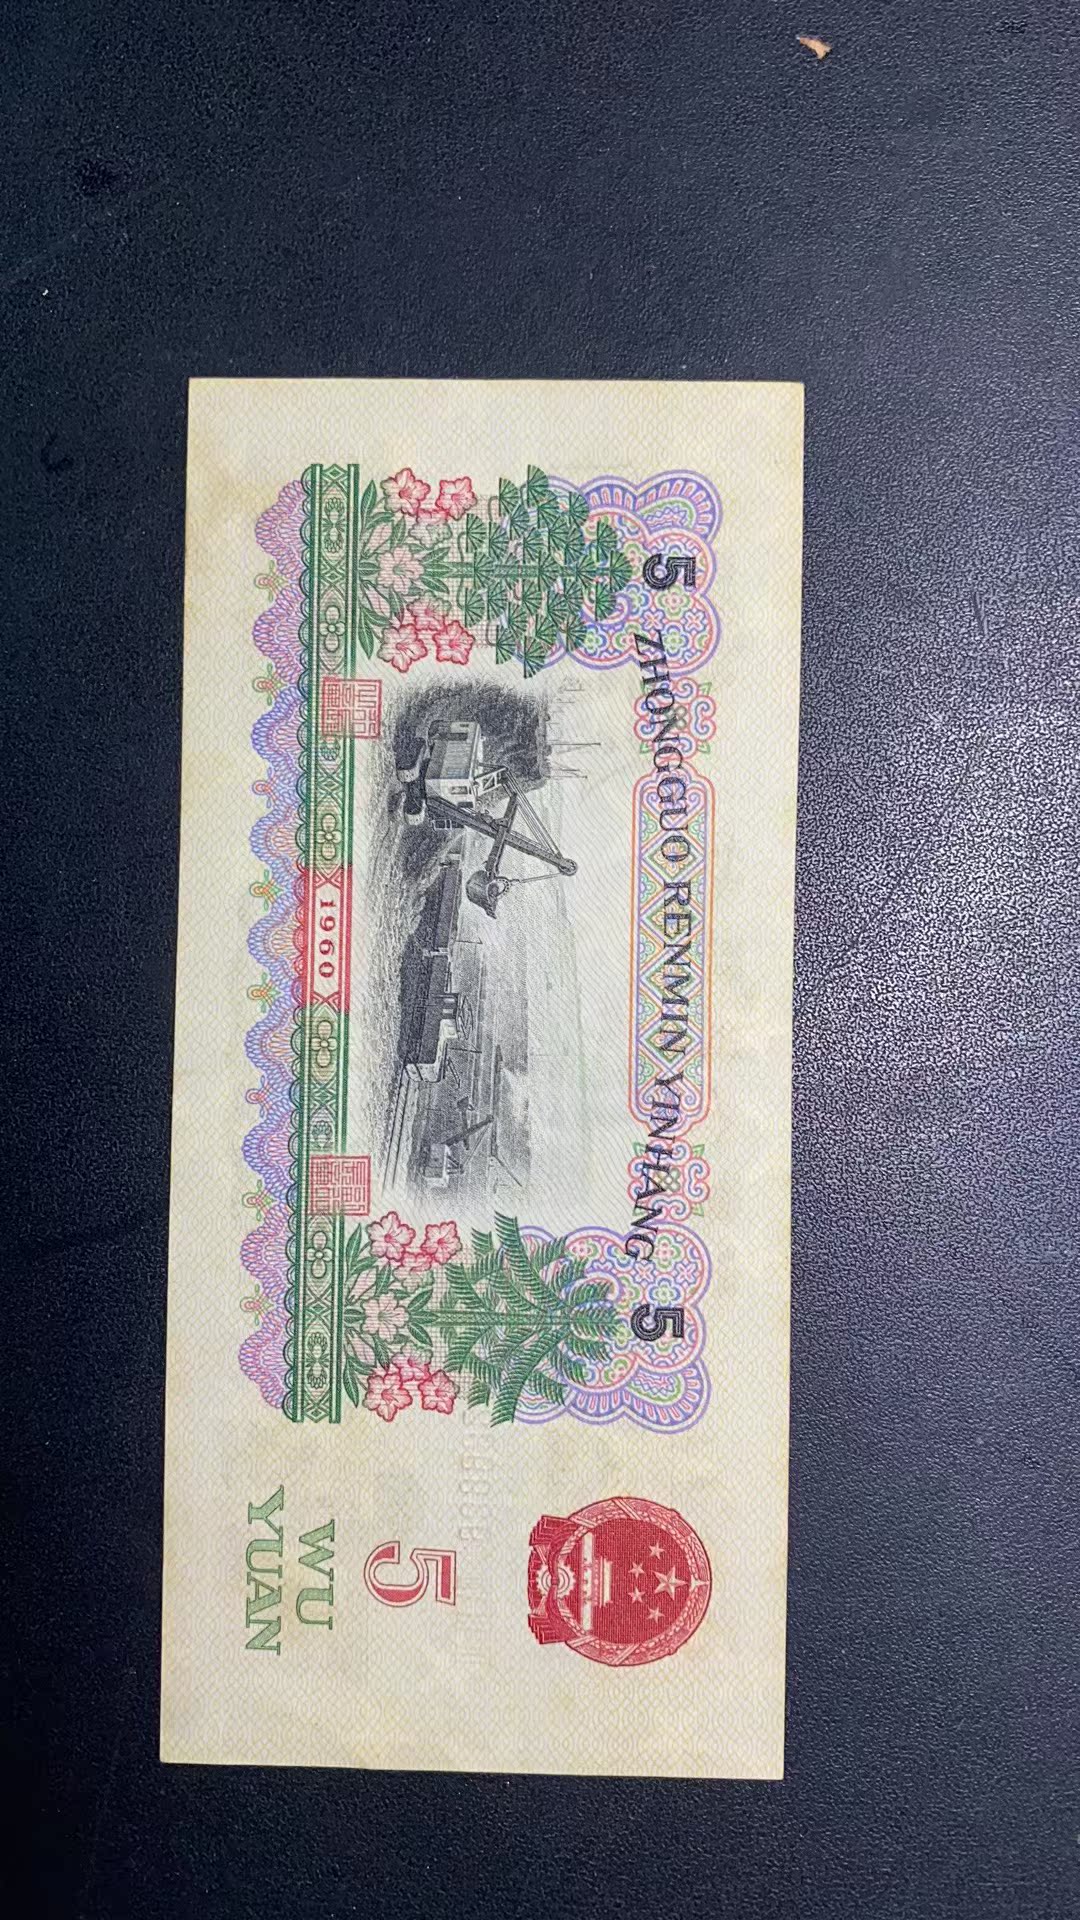 5 ZHONGGUO RENMIN YINHANG 5
1960
5
WU
YUAN